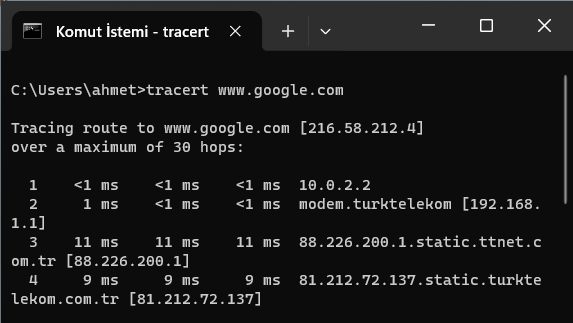 Komut İstemi - tracert
C:\Users\ahmet>tracert www.google.com
Tracing route to www.google.com [216.58.212.4]
over a maximum of 30 hops:
  1    <1 ms    <1 ms    <1 ms  10.0.2.2
  2     1 ms    <1 ms    <1 ms  modem.turktelekom [192.168.
1.1]
  3    11 ms    11 ms    11 ms  88.226.200.1.static.ttnet.c
om.tr [88.226.200.1]
  4     9 ms     9 ms     9 ms  81.212.72.137.static.turkte
lekom.com.tr [81.212.72.137]